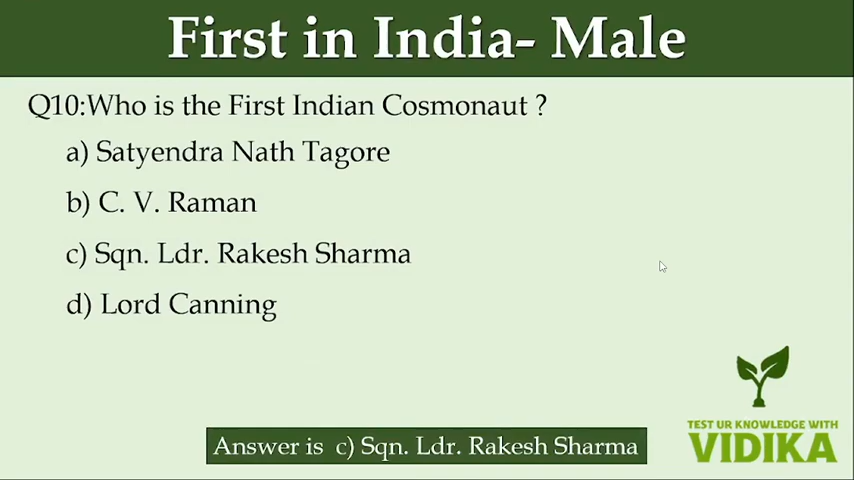 First in India- Male
Q10:Who is the First Indian Cosmonaut ?
a) Satyendra Nath Tagore
b) C. V. Raman
c) Sqn. Ldr. Rakesh Sharma
d) Lord Canning
Answer is c) Sqn. Ldr. Rakesh Sharma
TEST UR KNOWLEDGE WITH
VIDIKA